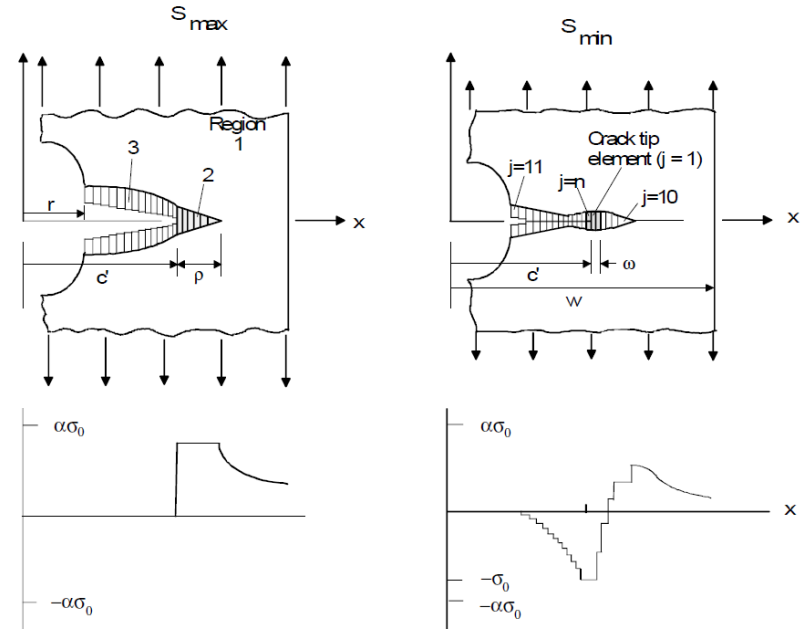 S max
Region
1
3
2
r
x
c'
ρ
ασ₀
−ασ₀
S min
Crack tip
element (j = 1)
j=11
j=n
j=10
x
c'
ω
w
ασ₀
x
−σ₀
−ασ₀